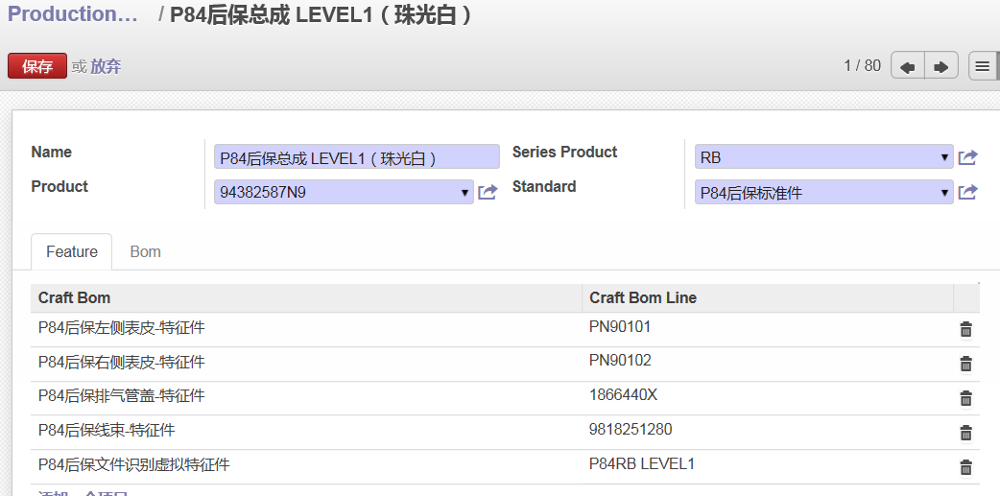 Production… / P84后保总成 LEVEL1（珠光白）
保存 或 放弃
1 / 80
Name P84后保总成 LEVEL1（珠光白） Series Product RB
Product 94382587N9 Standard P84后保标准件
Feature Bom
Craft Bom Craft Bom Line
P84后保左侧表皮-特征件 PN90101
P84后保右侧表皮-特征件 PN90102
P84后保排气管盖-特征件 1866440X
P84后保线束-特征件 9818251280
P84后保文件识别虚拟特征件 P84RB LEVEL1